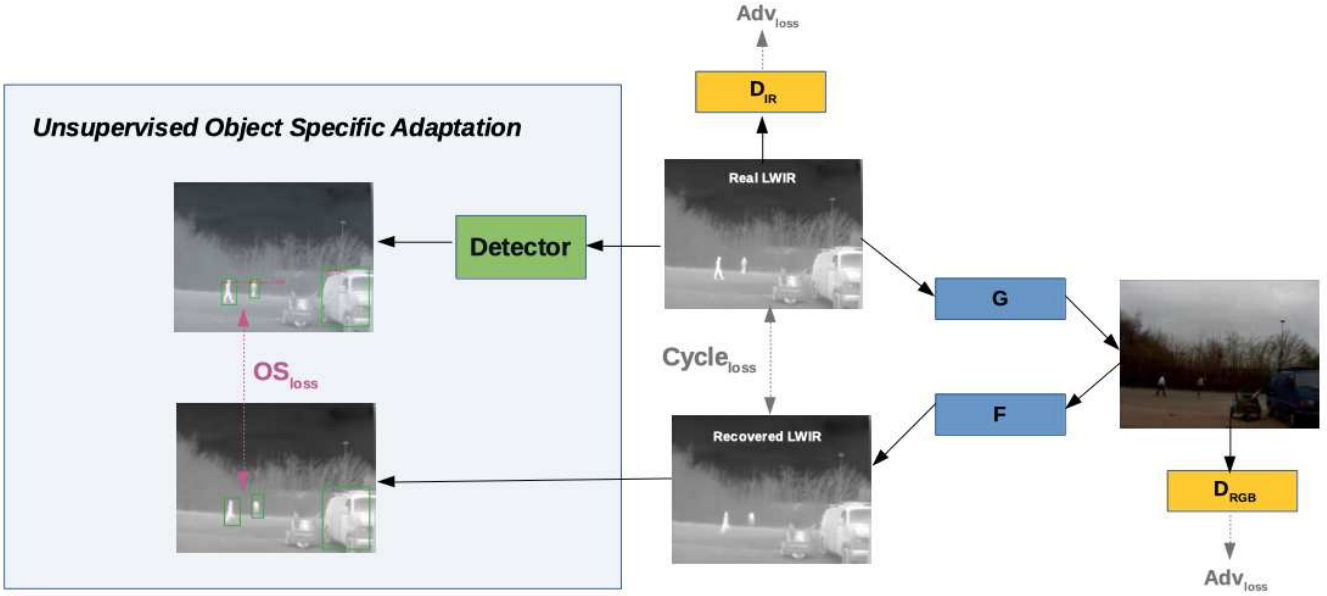 Adv_loss
D_IR
Unsupervised Object Specific Adaptation
Real LWIR
Detector
G
OS_loss
Cycle_loss
F
Recovered LWIR
D_RGB
Adv_loss